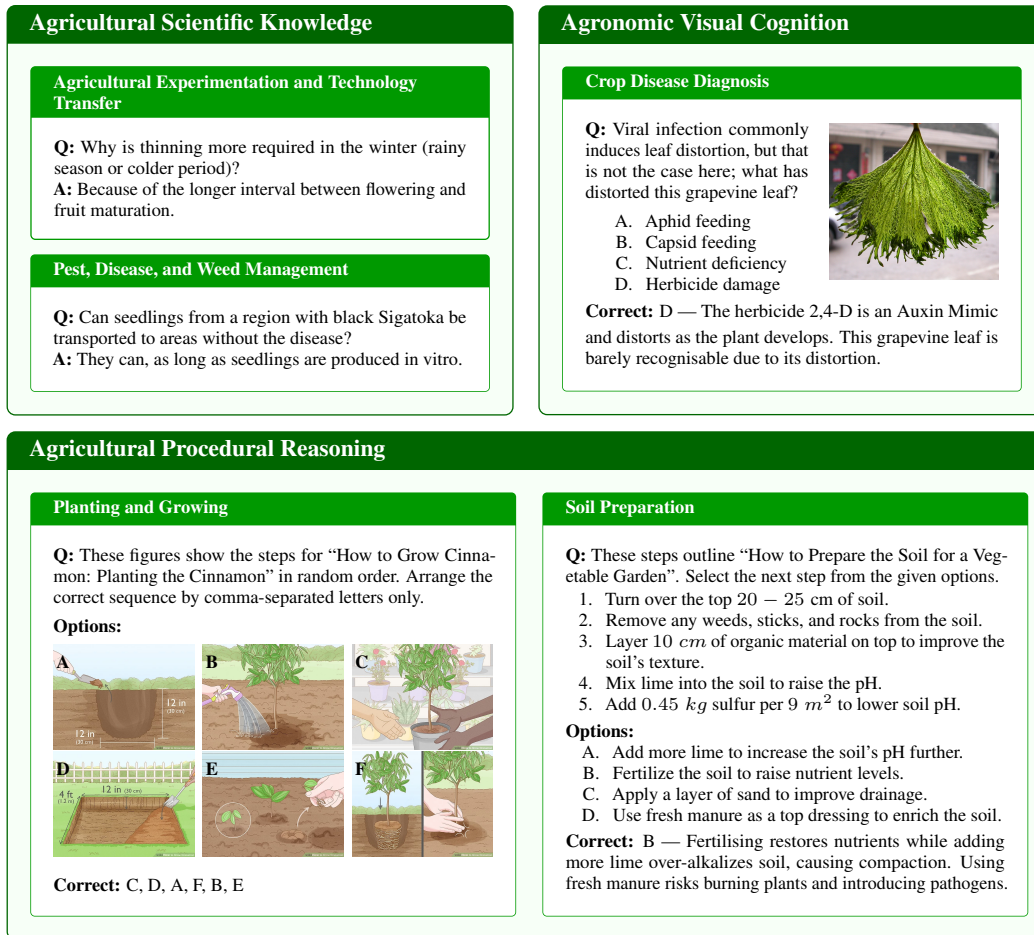 Agricultural Scientific Knowledge
Agricultural Experimentation and Technology
Transfer
Q: Why is thinning more required in the winter (rainy
season or colder period)?
A: Because of the longer interval between flowering and
fruit maturation.
Pest, Disease, and Weed Management
Q: Can seedlings from a region with black Sigatoka be
transported to areas without the disease?
A: They can, as long as seedlings are produced in vitro.
Agronomic Visual Cognition
Crop Disease Diagnosis
Q: Viral infection commonly
induces leaf distortion, but that
is not the case here; what has
distorted this grapevine leaf?
A. Aphid feeding
B. Capsid feeding
C. Nutrient deficiency
D. Herbicide damage
Correct: D — The herbicide 2,4-D is an Auxin Mimic
and distorts as the plant develops. This grapevine leaf is
barely recognisable due to its distortion.
Agricultural Procedural Reasoning
Planting and Growing
Q: These figures show the steps for “How to Grow Cinna-
mon: Planting the Cinnamon” in random order. Arrange the
correct sequence by comma-separated letters only.
Options:
A
12 in
(30 cm)
12 in
(30 cm)
B
C
D
4 ft
(1.2 m)
12 in (30 cm)
E
F
Correct: C, D, A, F, B, E
Soil Preparation
Q: These steps outline “How to Prepare the Soil for a Veg-
etable Garden”. Select the next step from the given options.
1. Turn over the top 20 − 25 cm of soil.
2. Remove any weeds, sticks, and rocks from the soil.
3. Layer 10 cm of organic material on top to improve the
soil’s texture.
4. Mix lime into the soil to raise the pH.
5. Add 0.45 kg sulfur per 9 m² to lower soil pH.
Options:
A. Add more lime to increase the soil’s pH further.
B. Fertilize the soil to raise nutrient levels.
C. Apply a layer of sand to improve drainage.
D. Use fresh manure as a top dressing to enrich the soil.
Correct: B — Fertilising restores nutrients while adding
more lime over-alkalizes soil, causing compaction. Using
fresh manure risks burning plants and introducing pathogens.